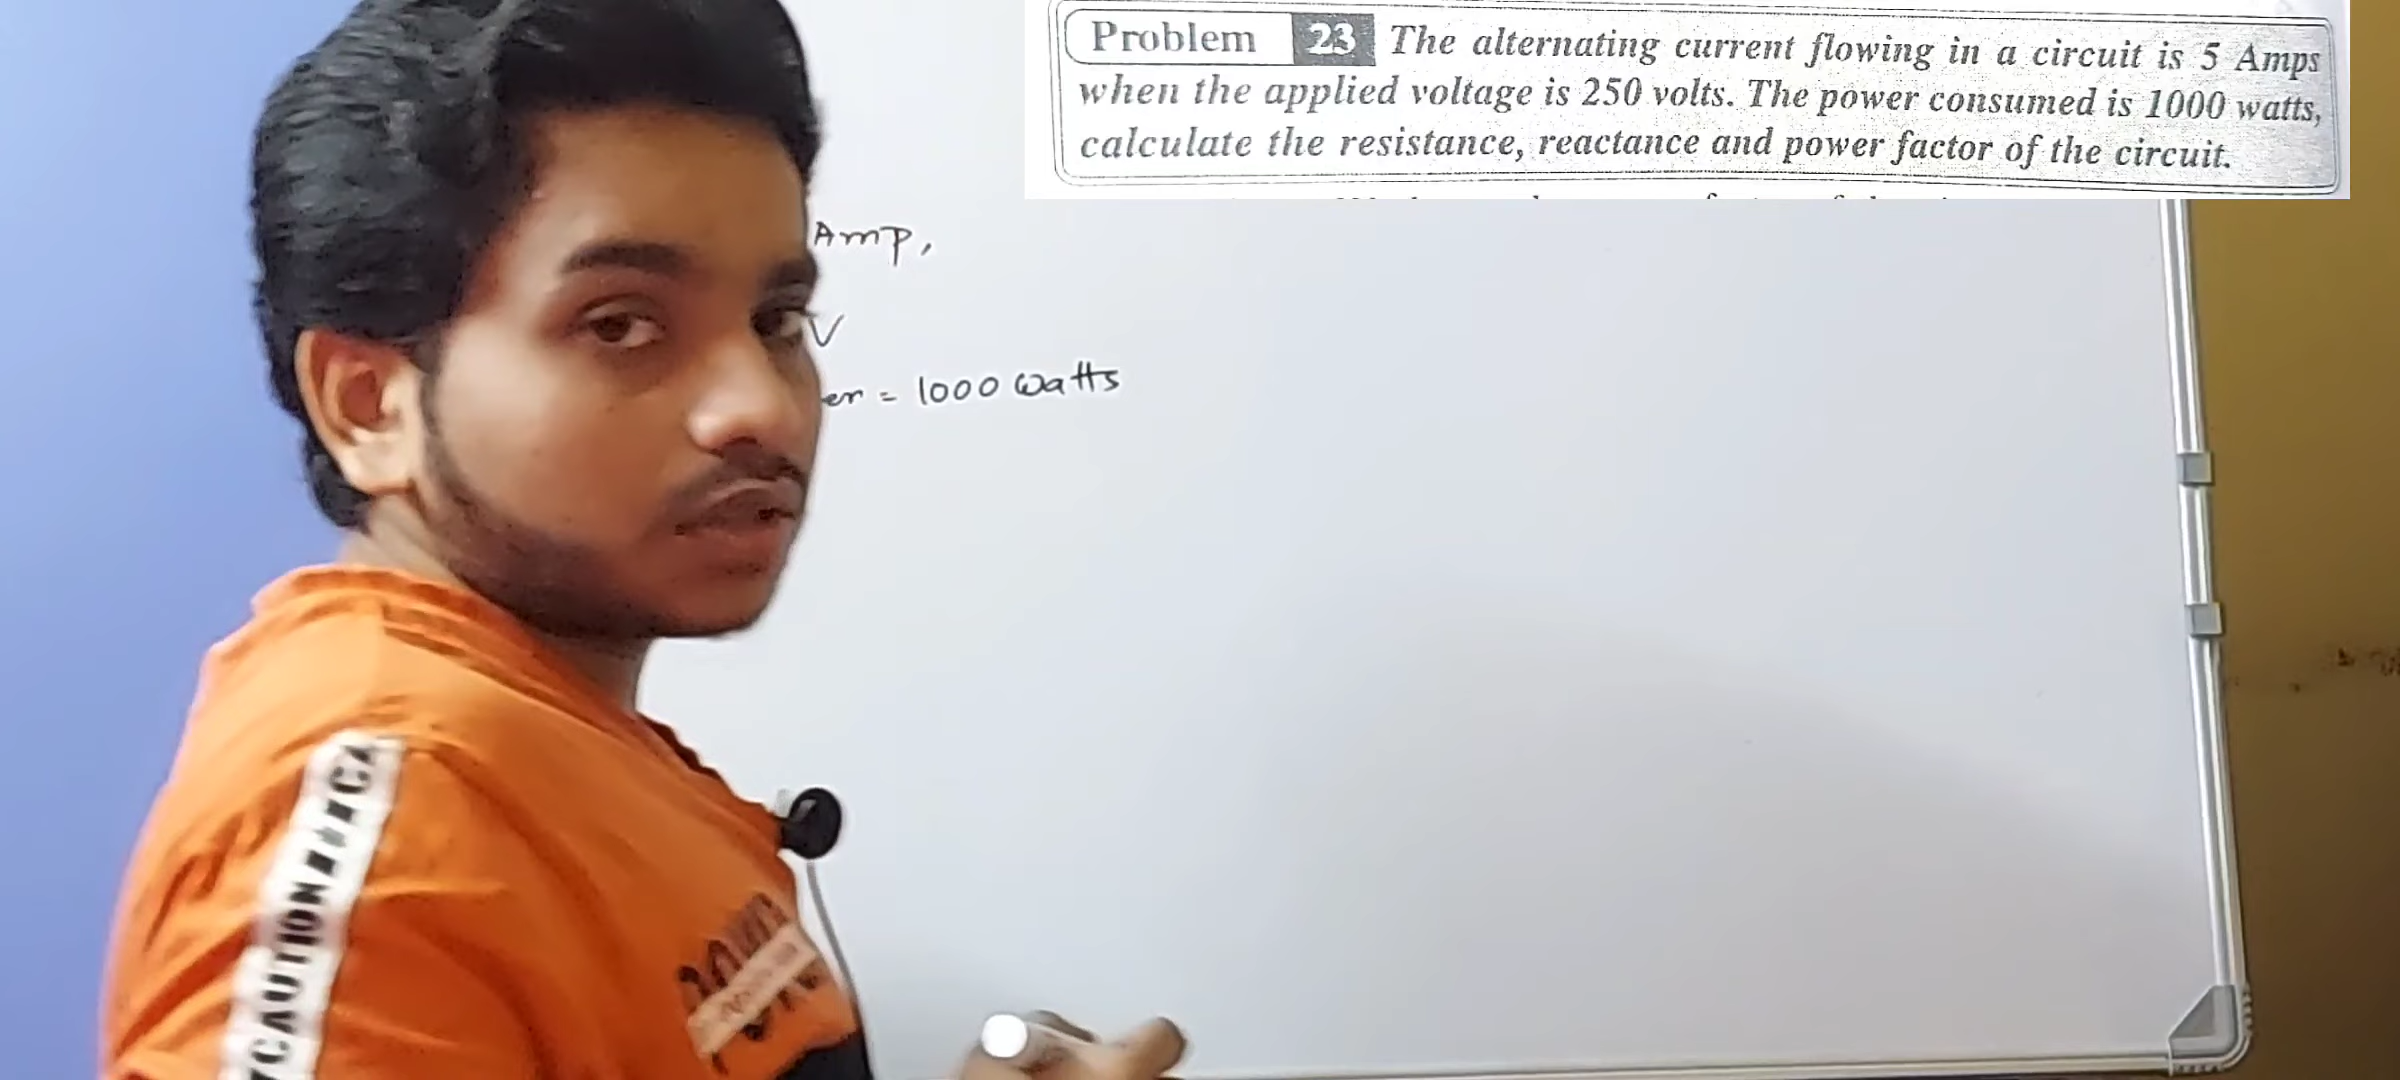 Problem 23 The alternating current flowing in a circuit is 5 Amps
when the applied voltage is 250 volts. The power consumed is 1000 watts,
calculate the resistance, reactance and power factor of the circuit.
Amp,
V
er = 1000 watts
CAUTION